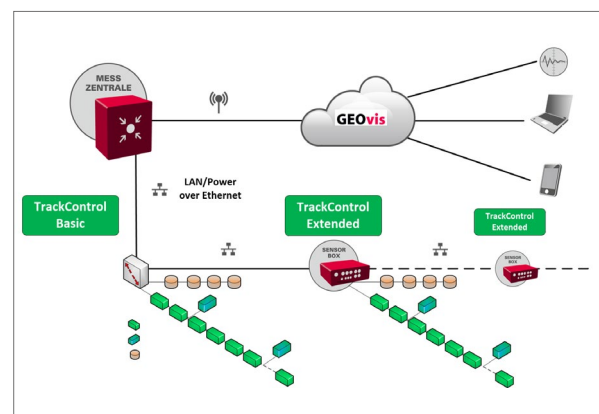 MESS
ZENTRALE
GEOvis
LAN/Power
over Ethernet
TrackControl
Basic
TrackControl
Extended
TrackControl
Extended
SENSOR
BOX
SENSOR
BOX